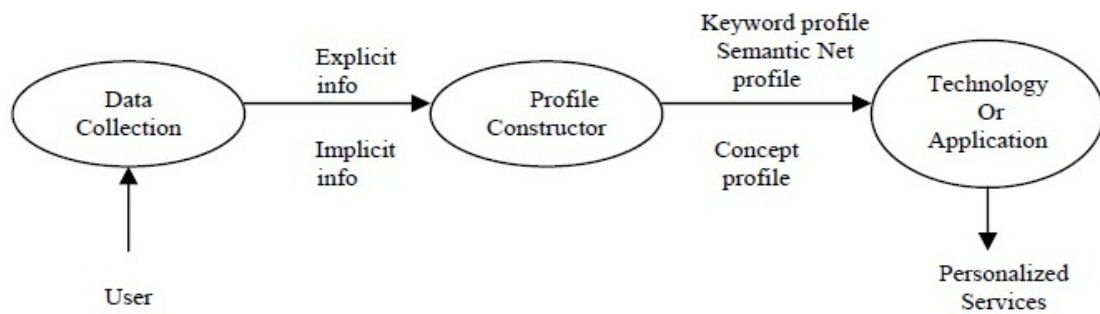 Data
Collection
Explicit
info
Implicit
info
Profile
Constructor
Keyword profile
Semantic Net
profile
Concept
profile
Technology
Or
Application
User
Personalized
Services